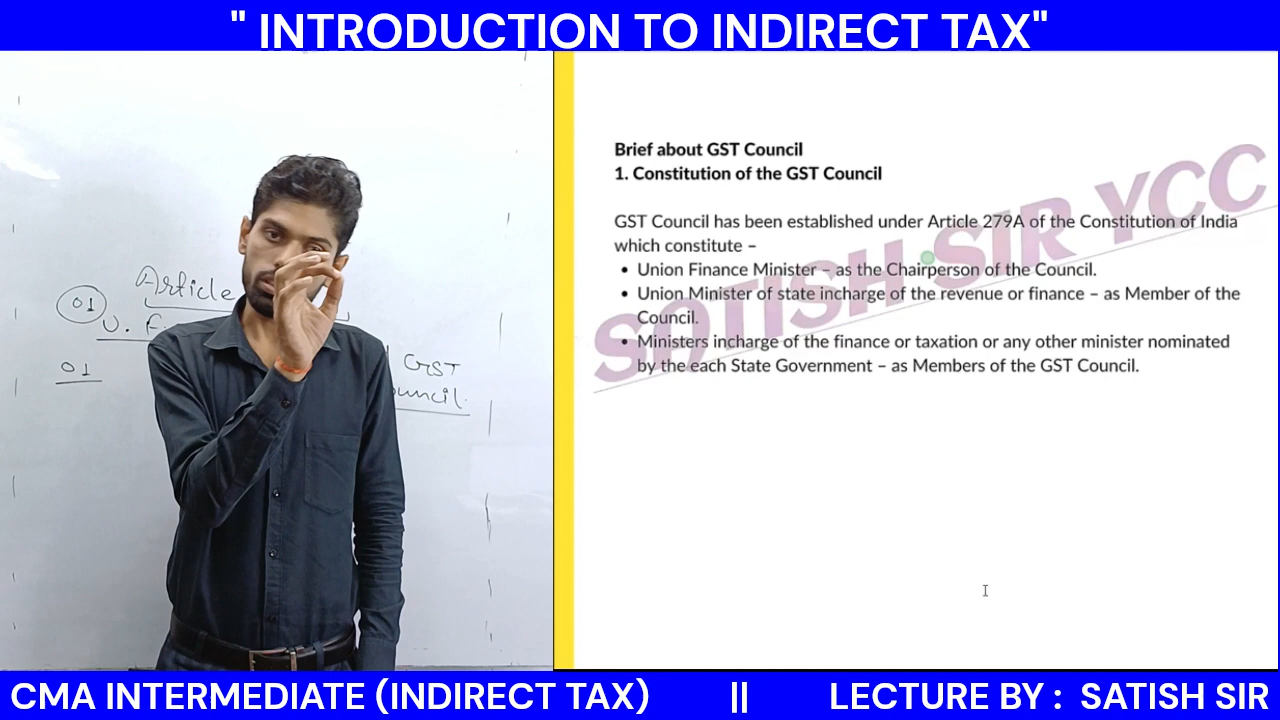 " INTRODUCTION TO INDIRECT TAX"
01
Article
U. F.
01
GST
ouncil.
Brief about GST Council
1. Constitution of the GST Council
GST Council has been established under Article 279A of the Constitution of India
which constitute –
• Union Finance Minister – as the Chairperson of the Council.
• Union Minister of state incharge of the revenue or finance – as Member of the
Council.
• Ministers incharge of the finance or taxation or any other minister nominated
by the each State Government – as Members of the GST Council.
SATISH SIR YCC
CMA INTERMEDIATE (INDIRECT TAX) || LECTURE BY : SATISH SIR